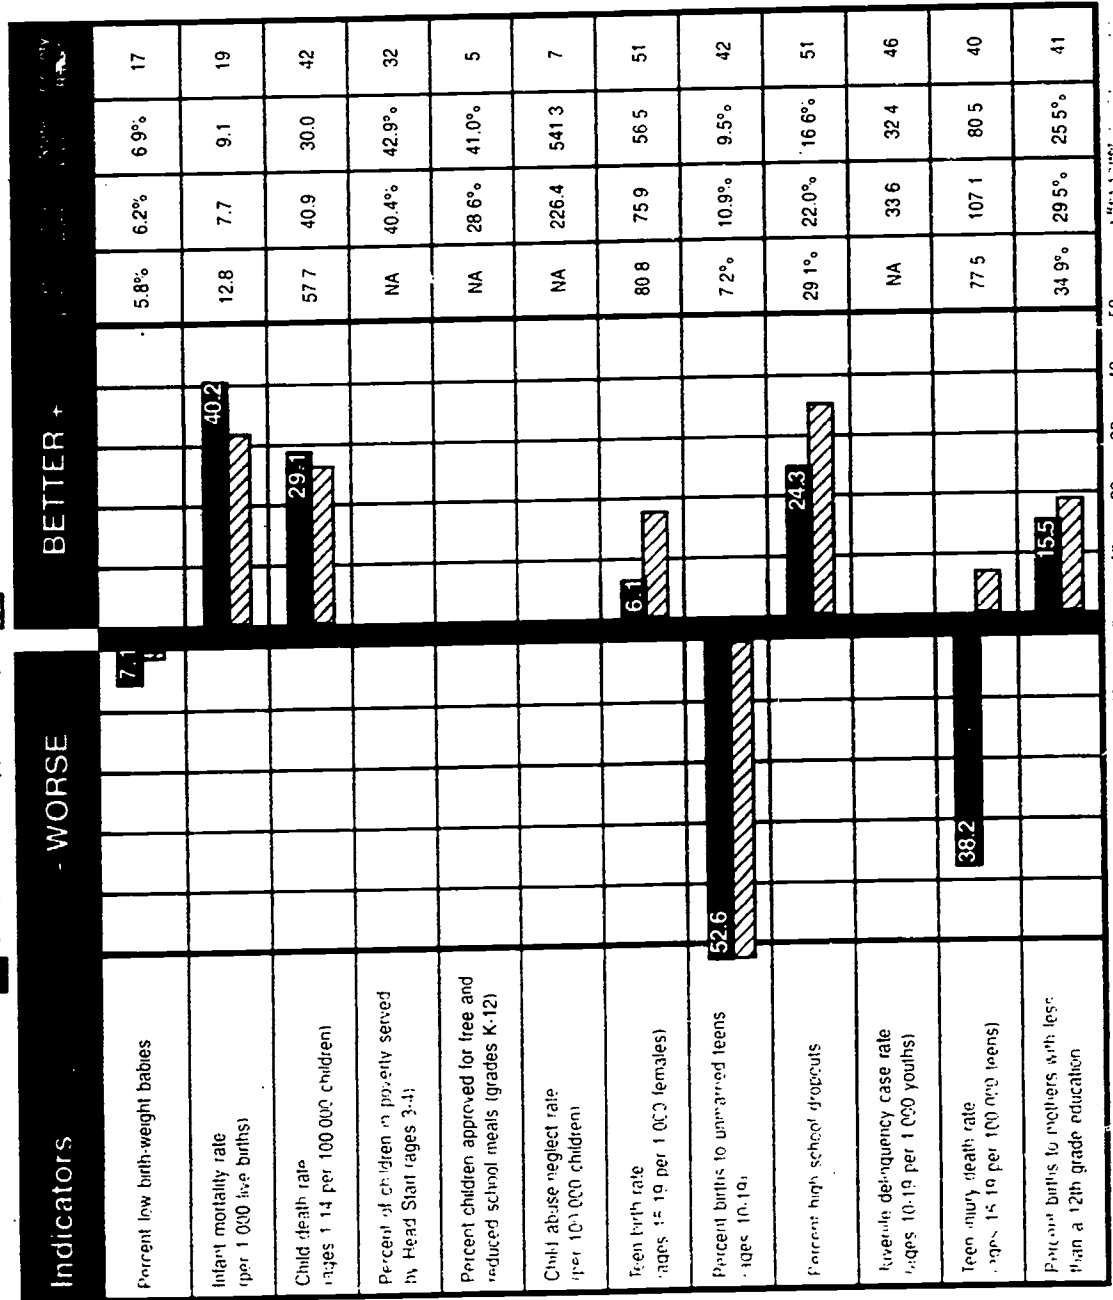 Indicators - WORSE BETTER +
Percent low birth-weight babies 7.1 5.8% 6.2% 6 9% 17
Infant mortality rate
(per 1 000 live births) 40.2 12.8 7.7 9.1 19
Child death rate
ages 1 14 per 100 000 children) 29.1 57 7 40.9 30.0 42
Percent of children in poverty served
by Head Start (ages 3-4) NA 40.4% 42.9% 32
Percent children approved for free and
reduced school meals (grades K-12) NA 28 6% 41.0% 5
Child abuse neglect rate
(per 100 000 children) NA 226.4 541 3 7
Teen birth rate
ages 15 19 per 1 000 females) 6.1 80 8 75 9 56 5 51
Percent births to unmarried teens
ages 10-19) 52.6 7 2% 10.9% 9.5% 42
Percent high school dropouts 24.3 29 1% 22.0% 16 6% 51
Juvenile delinquency case rate
ages 10-19 per 1 000 youths) NA 33 6 32 4 46
Teen injury death rate
ages 15 19 per 100 000 teens) 38.2 77 5 107 1 80 5 40
Percent births to mothers with less
than a 12th grade education 15.5 34 9% 29 5% 25 5% 41